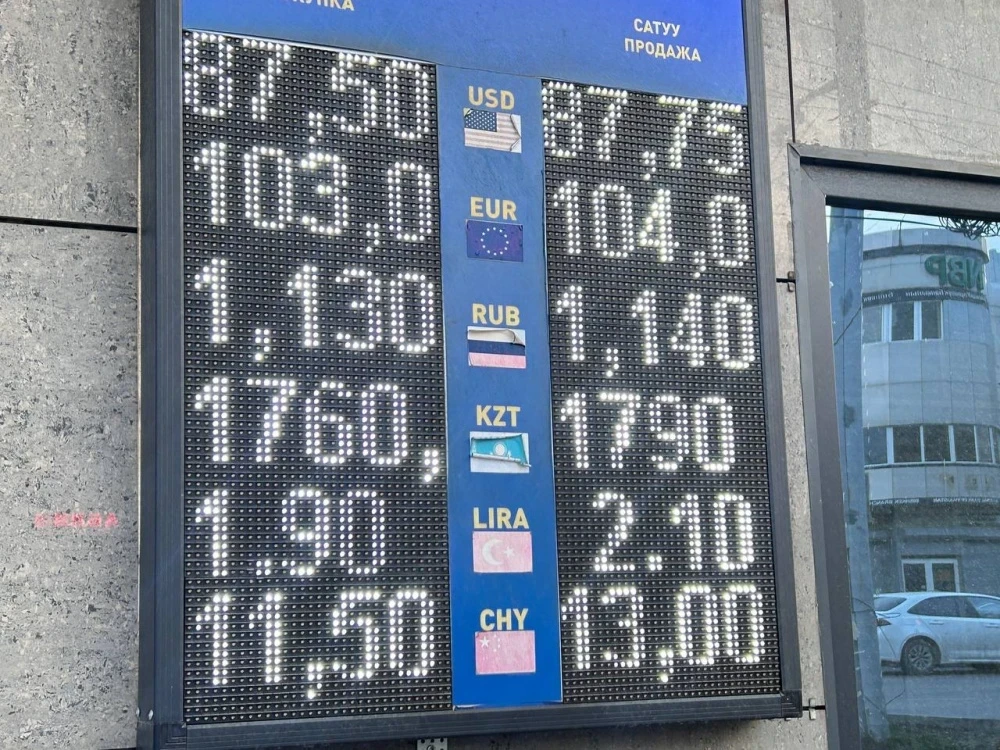 САТУУ
ПРОДАЖА
87,50 USD 87,75
103,0 EUR 104,0
1,130 RUB 1,140
1760, KZT 1790
1.90 LIRA 2.10
11,50 CHY 13,00